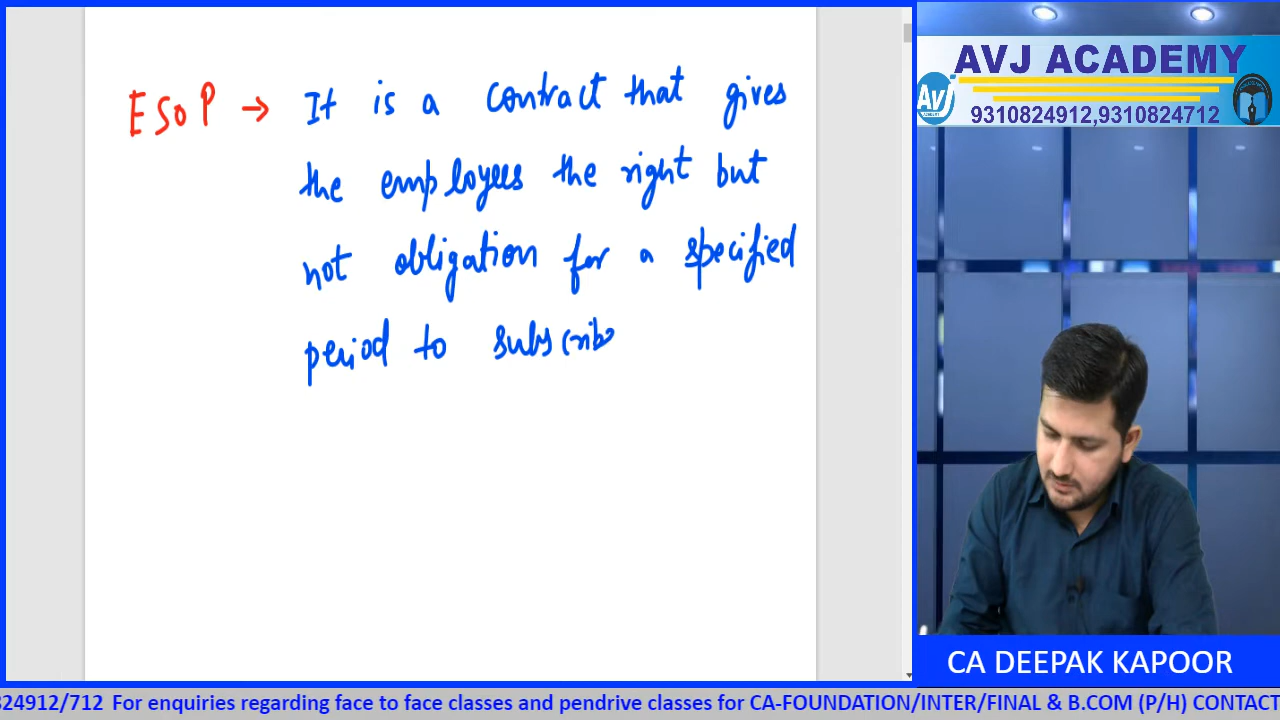 ESOP → It is a contract that gives
the employees the right but
not obligation for a specified
period to subscribe
AVJ ACADEMY
AV
9310824912,9310824712
CA DEEPAK KAPOOR
824912/712 For enquiries regarding face to face classes and pendrive classes for CA-FOUNDATION/INTER/FINAL & B.COM (P/H) CONTACT